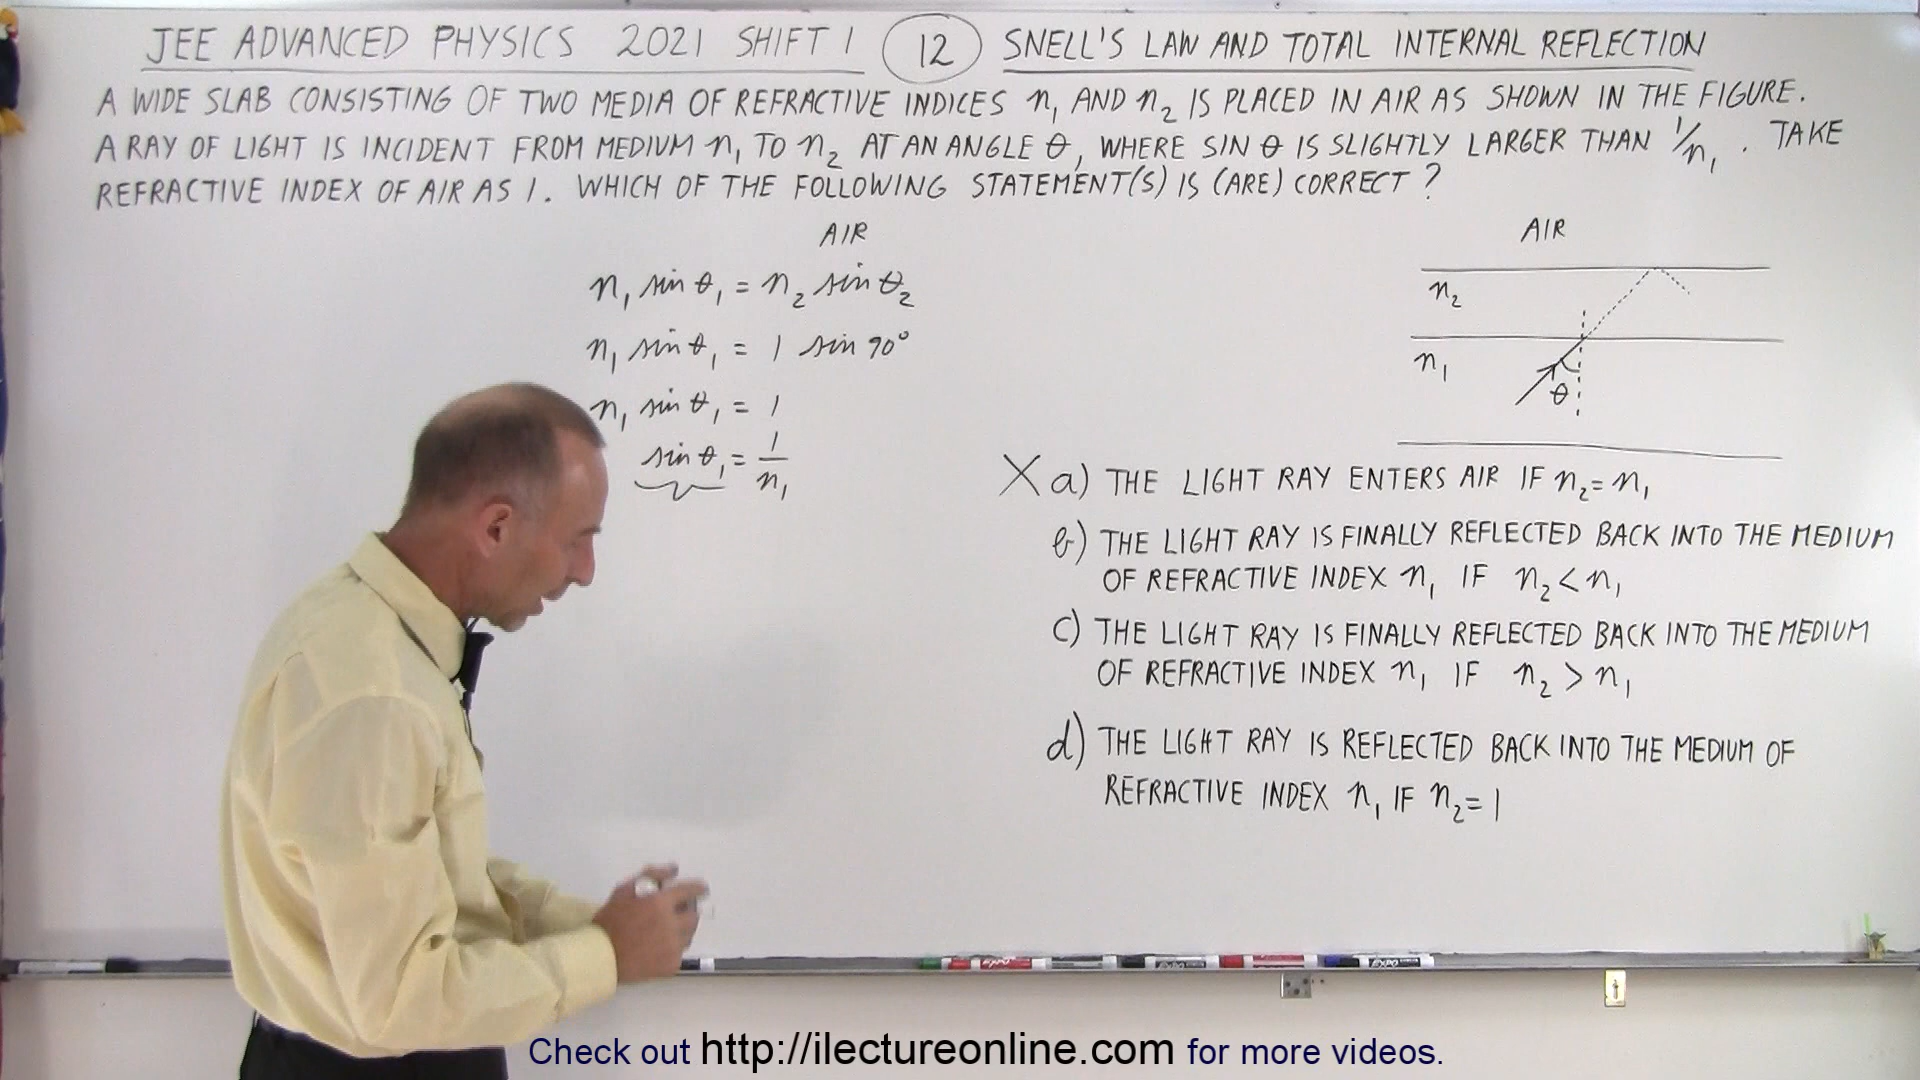 JEE ADVANCED PHYSICS 2021 SHIFT 1 12 SNELL'S LAW AND TOTAL INTERNAL REFLECTION
A WIDE SLAB CONSISTING OF TWO MEDIA OF REFRACTIVE INDICES n₁ AND n₂ IS PLACED IN AIR AS SHOWN IN THE FIGURE.
A RAY OF LIGHT IS INCIDENT FROM MEDIUM n₁ TO n₂ AT AN ANGLE θ, WHERE SIN θ IS SLIGHTLY LARGER THAN 1/n₁. TAKE
REFRACTIVE INDEX OF AIR AS 1. WHICH OF THE FOLLOWING STATEMENT(S) IS (ARE) CORRECT?
AIR
n₁ sin θ₁ = n₂ sin θ₂
n₁ sin θ₁ = 1 sin 90°
n₁ sin θ₁ = 1
sin θ₁ = 1/n₁
AIR
n₂
n₁
θ
X a) THE LIGHT RAY ENTERS AIR IF n₂ = n₁
b) THE LIGHT RAY IS FINALLY REFLECTED BACK INTO THE MEDIUM
OF REFRACTIVE INDEX n₁ IF n₂ < n₁
c) THE LIGHT RAY IS FINALLY REFLECTED BACK INTO THE MEDIUM
OF REFRACTIVE INDEX n₁ IF n₂ > n₁
d) THE LIGHT RAY IS REFLECTED BACK INTO THE MEDIUM OF
REFRACTIVE INDEX n₁ IF n₂ = 1
EXPO
EXPO
EXPO
Check out http://ilectureonline.com for more videos.